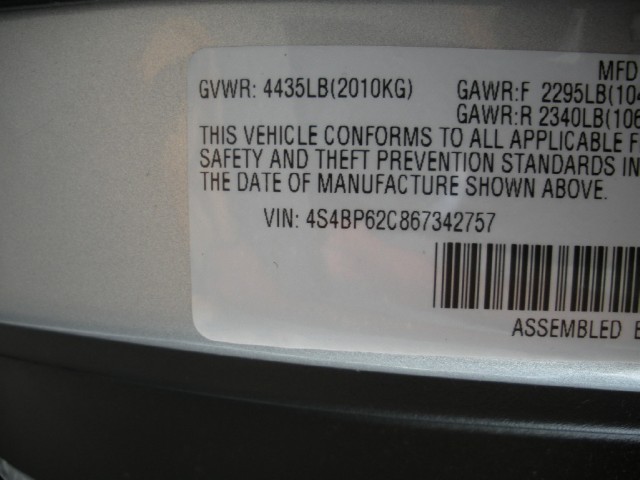 MFD
GVWR: 4435LB(2010KG) GAWR:F 2295LB(104
GAWR:R 2340LB(106
THIS VEHICLE CONFORMS TO ALL APPLICABLE F
SAFETY AND THEFT PREVENTION STANDARDS IN
THE DATE OF MANUFACTURE SHOWN ABOVE.
VIN: 4S4BP62C867342757
ASSEMBLED